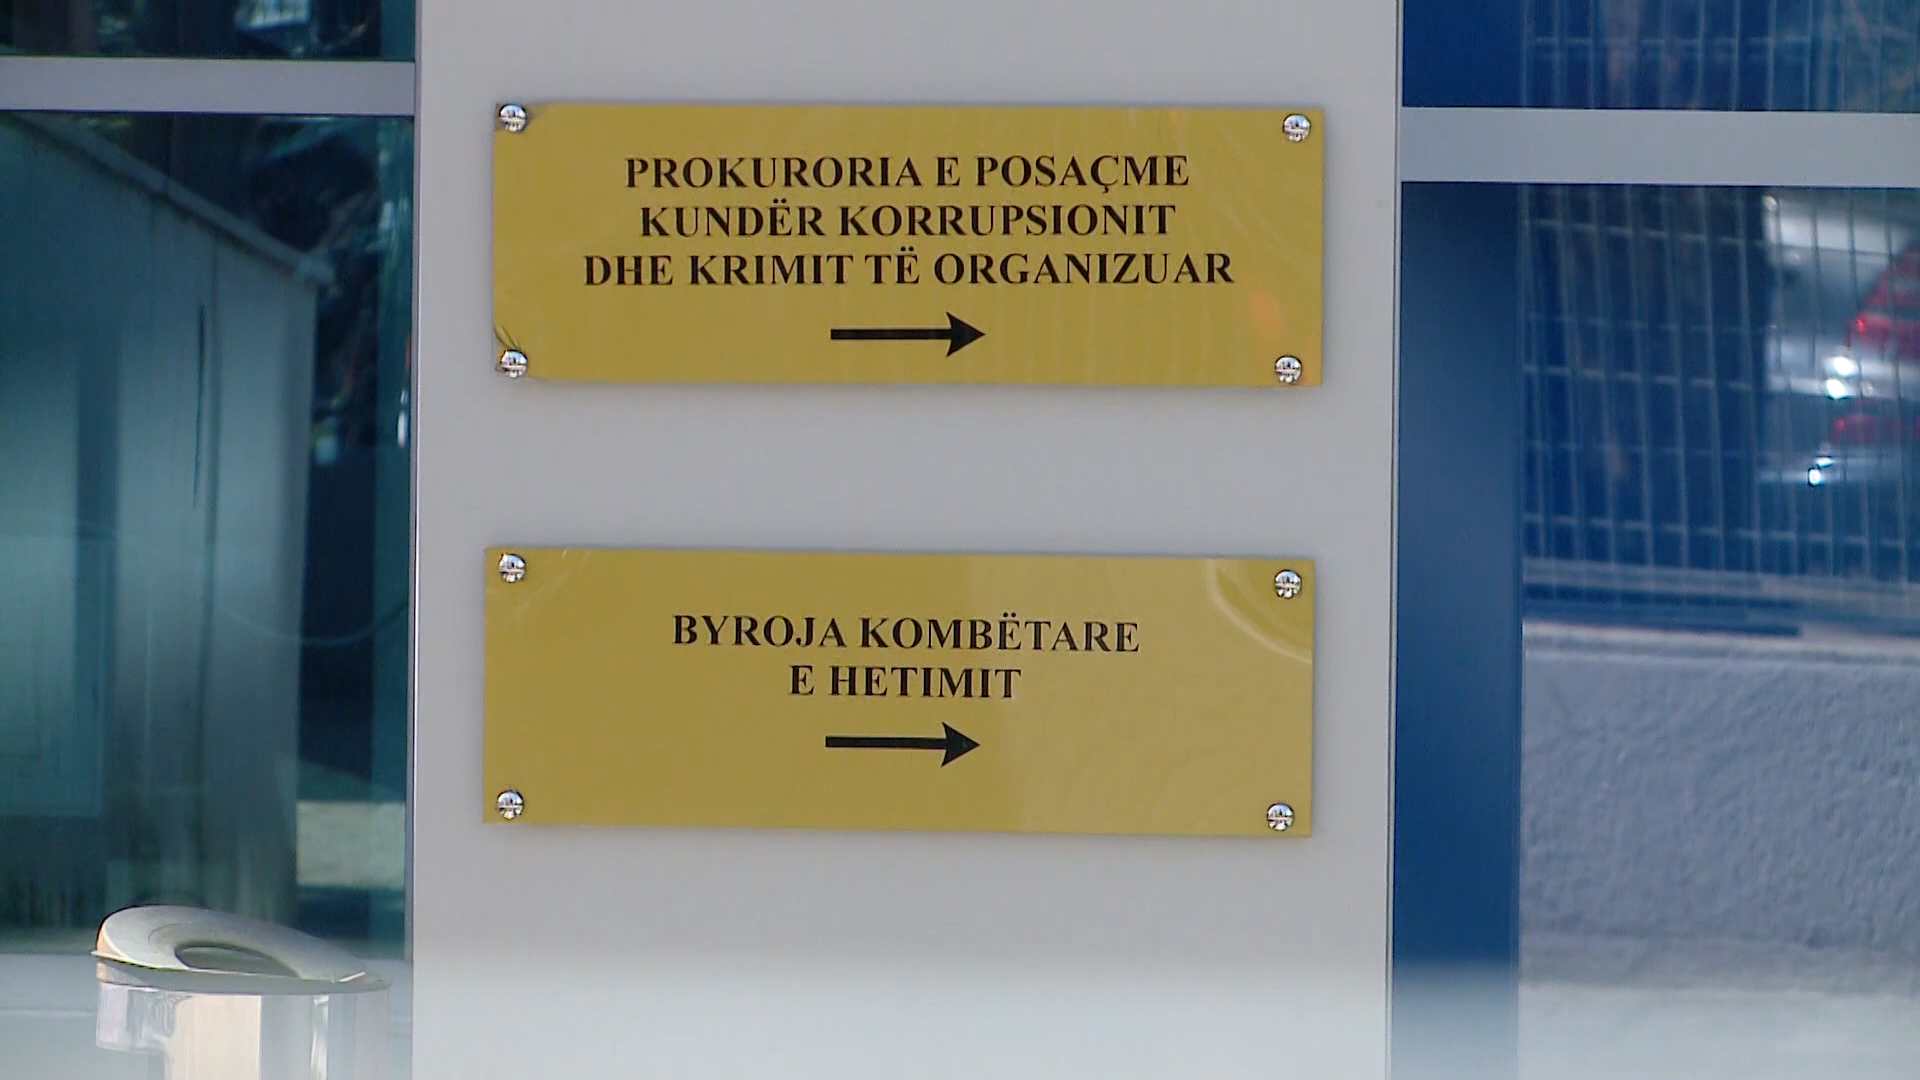 PROKURORIA E POSAÇME
KUNDËR KORRUPSIONIT
DHE KRIMIT TË ORGANIZUAR
BYROJA KOMBËTARE
E HETIMIT